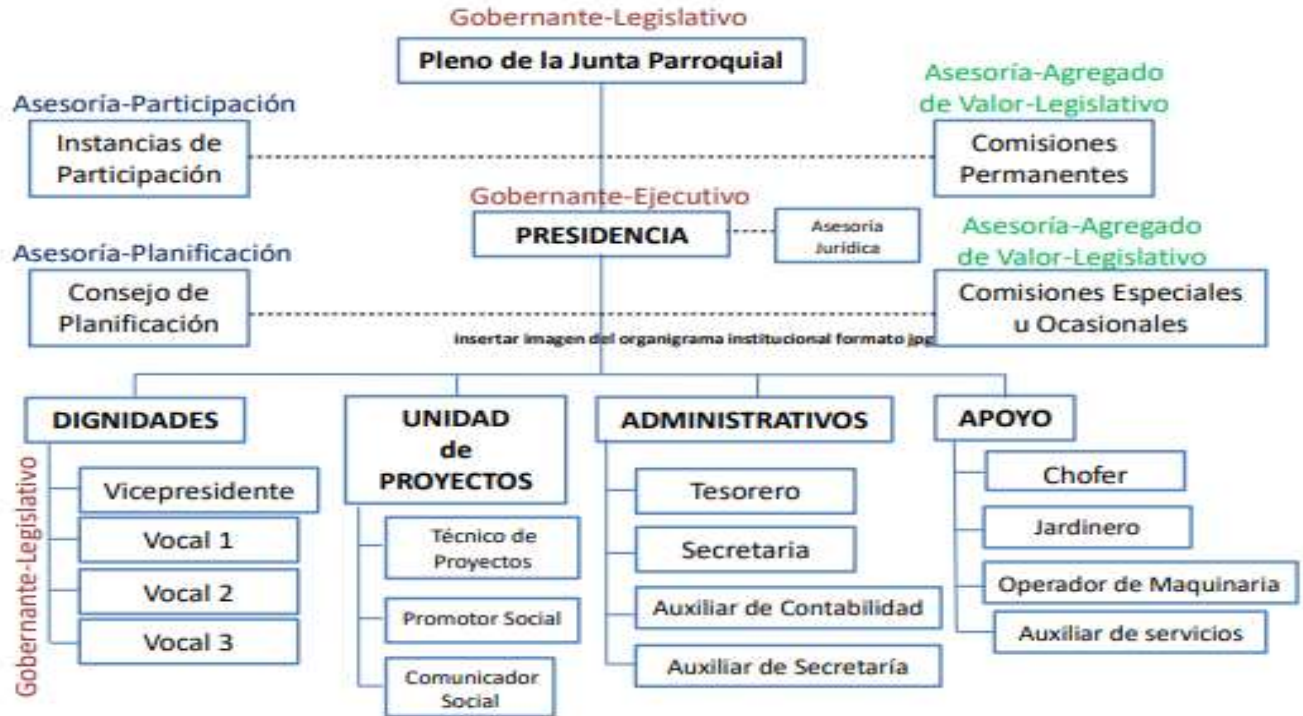 Gobernante-Legislativo
Pleno de la Junta Parroquial
Asesoría-Participación
Instancias de
Participación
Asesoría-Agregado
de Valor-Legislativo
Comisiones
Permanentes
Gobernante-Ejecutivo
PRESIDENCIA
Asesoría
Jurídica
Asesoría-Planificación
Consejo de
Planificación
Asesoría-Agregado
de Valor-Legislativo
Comisiones Especiales
u Ocasionales
Insertar imagen del organigrama institucional formato jpg
Gobernante-Legislativo
DIGNIDADES
Vicepresidente
Vocal 1
Vocal 2
Vocal 3
UNIDAD
de
PROYECTOS
Técnico de
Proyectos
Promotor Social
Comunicador
Social
ADMINISTRATIVOS
Tesorero
Secretaria
Auxiliar de Contabilidad
Auxiliar de Secretaría
APOYO
Chofer
Jardinero
Operador de Maquinaria
Auxiliar de servicios